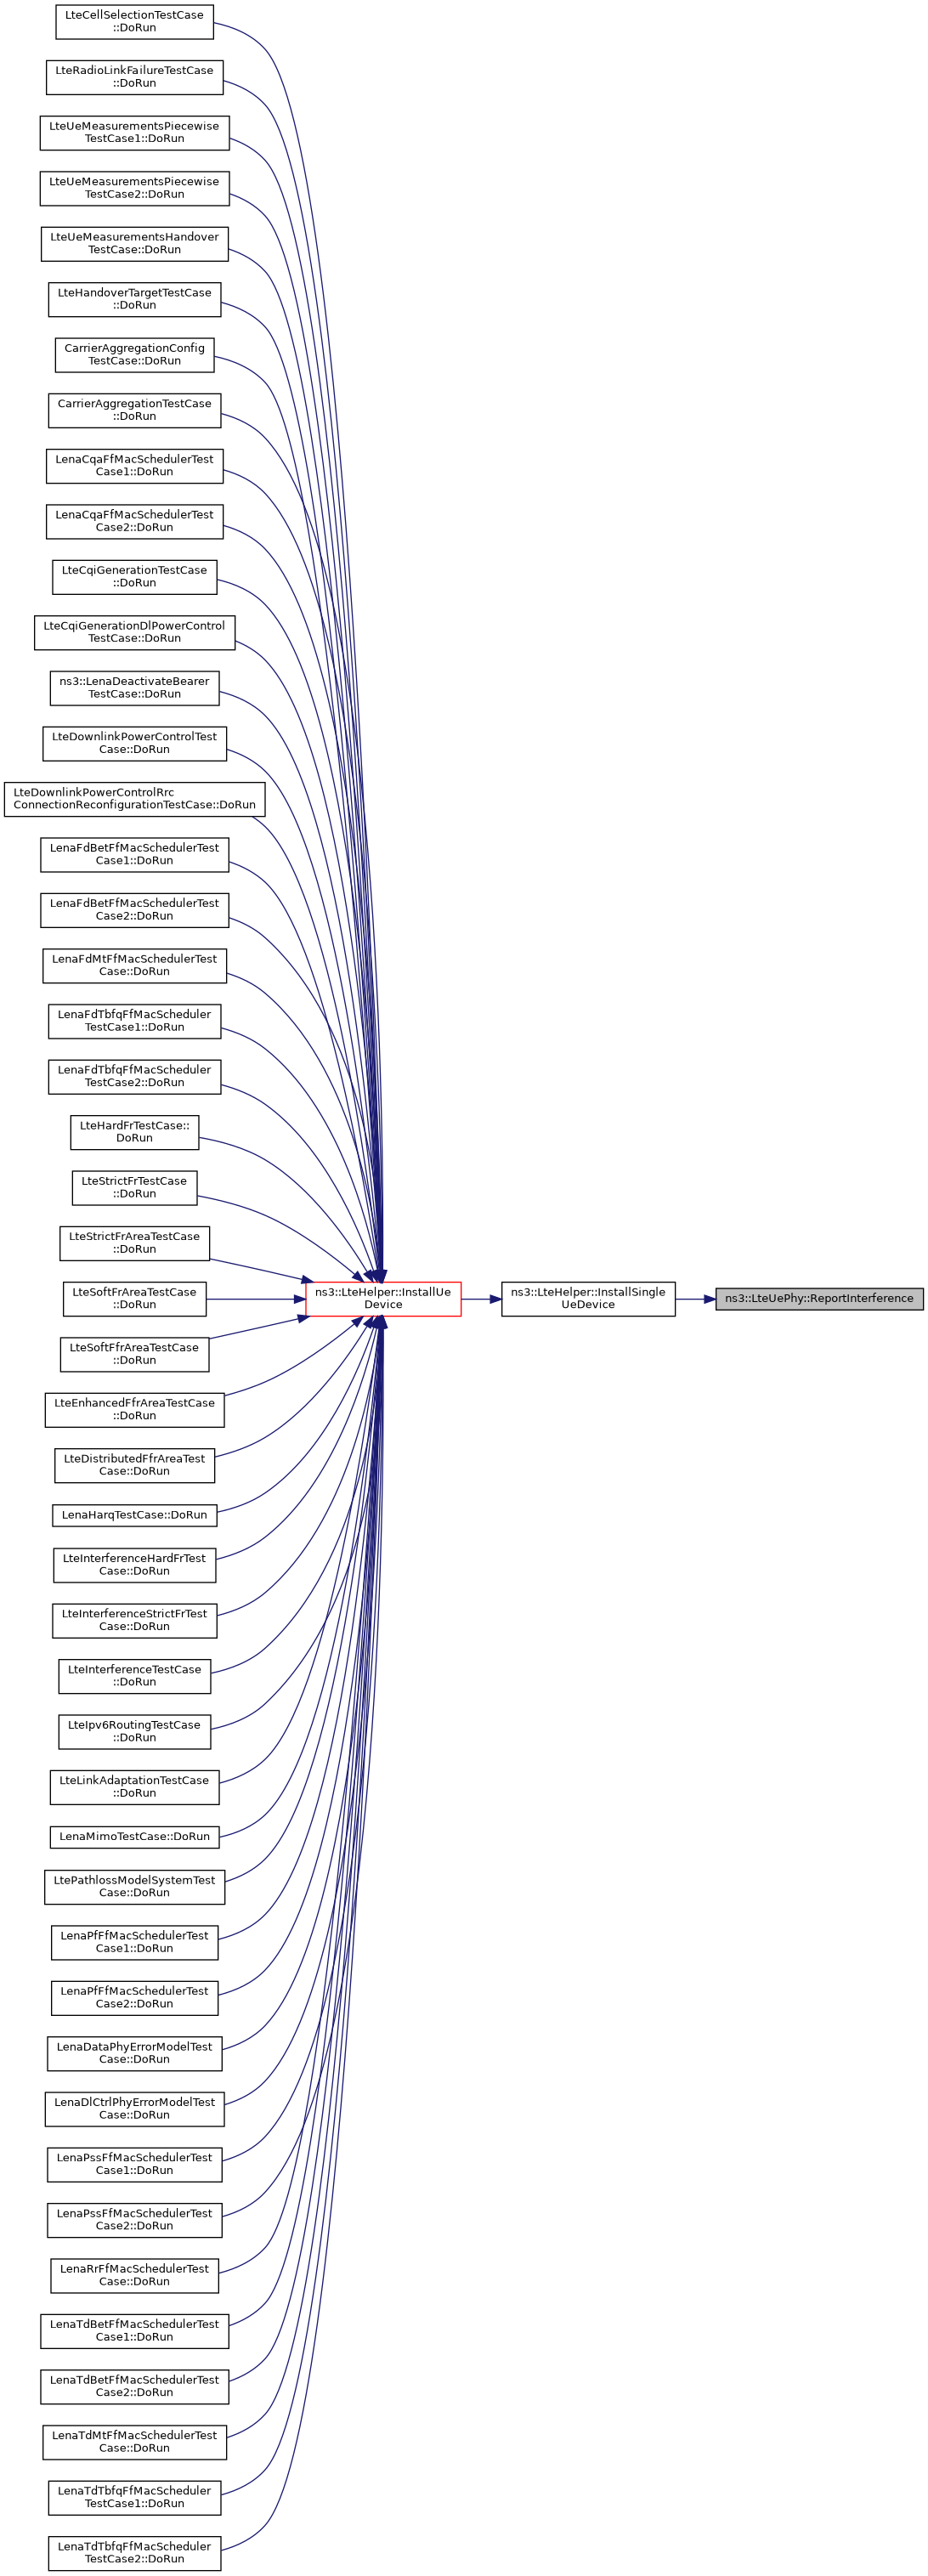 LteCellSelectionTestCase
::DoRun
LteRadioLinkFailureTestCase
::DoRun
LteUeMeasurementsPiecewise
TestCase1::DoRun
LteUeMeasurementsPiecewise
TestCase2::DoRun
LteUeMeasurementsHandover
TestCase::DoRun
LteHandoverTargetTestCase
::DoRun
CarrierAggregationConfig
TestCase::DoRun
CarrierAggregationTestCase
::DoRun
LenaCqaFfMacSchedulerTest
Case1::DoRun
LenaCqaFfMacSchedulerTest
Case2::DoRun
LteCqiGenerationTestCase
::DoRun
LteCqiGenerationDlPowerControl
TestCase::DoRun
ns3::LenaDeactivateBearer
TestCase::DoRun
LteDownlinkPowerControlTest
Case::DoRun
LteDownlinkPowerControlRrc
ConnectionReconfigurationTestCase::DoRun
LenaFdBetFfMacSchedulerTest
Case1::DoRun
LenaFdBetFfMacSchedulerTest
Case2::DoRun
LenaFdMtFfMacSchedulerTest
Case::DoRun
LenaFdTbfqFfMacScheduler
TestCase1::DoRun
LenaFdTbfqFfMacScheduler
TestCase2::DoRun
LteHardFrTestCase::
DoRun
LteStrictFrTestCase
::DoRun
LteStrictFrAreaTestCase
::DoRun
LteSoftFrAreaTestCase
::DoRun
ns3::LteHelper::InstallUe
Device
ns3::LteHelper::InstallSingle
UeDevice
ns3::LteUePhy::ReportInterference
LteSoftFfrAreaTestCase
::DoRun
LteEnhancedFfrAreaTestCase
::DoRun
LteDistributedFfrAreaTest
Case::DoRun
LenaHarqTestCase::DoRun
LteInterferenceHardFrTest
Case::DoRun
LteInterferenceStrictFrTest
Case::DoRun
LteInterferenceTestCase
::DoRun
LteIpv6RoutingTestCase
::DoRun
LteLinkAdaptationTestCase
::DoRun
LenaMimoTestCase::DoRun
LtePathlossModelSystemTest
Case::DoRun
LenaPfFfMacSchedulerTest
Case1::DoRun
LenaPfFfMacSchedulerTest
Case2::DoRun
LenaDataPhyErrorModelTest
Case::DoRun
LenaDlCtrlPhyErrorModelTest
Case::DoRun
LenaPssFfMacSchedulerTest
Case1::DoRun
LenaPssFfMacSchedulerTest
Case2::DoRun
LenaRrFfMacSchedulerTest
Case::DoRun
LenaTdBetFfMacSchedulerTest
Case1::DoRun
LenaTdBetFfMacSchedulerTest
Case2::DoRun
LenaTdMtFfMacSchedulerTest
Case::DoRun
LenaTdTbfqFfMacScheduler
TestCase1::DoRun
LenaTdTbfqFfMacScheduler
TestCase2::DoRun